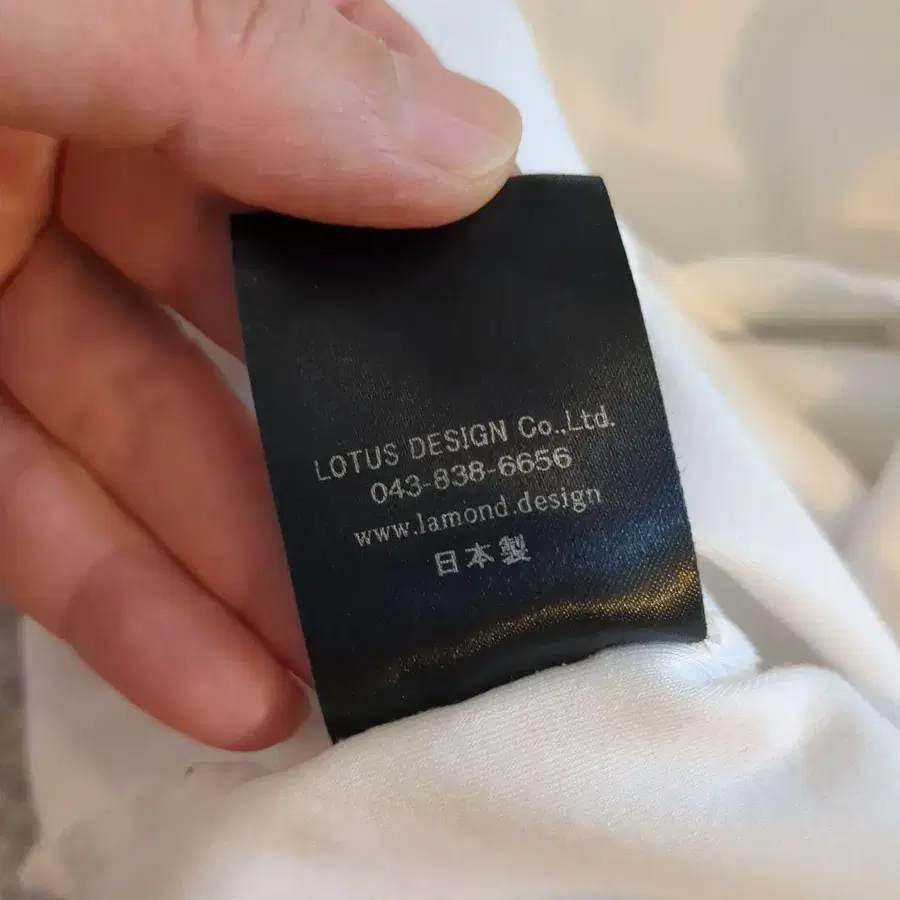 LOTUS DESIGN Co.,Ltd.
043-838-6656
www.lamond.design
日本製